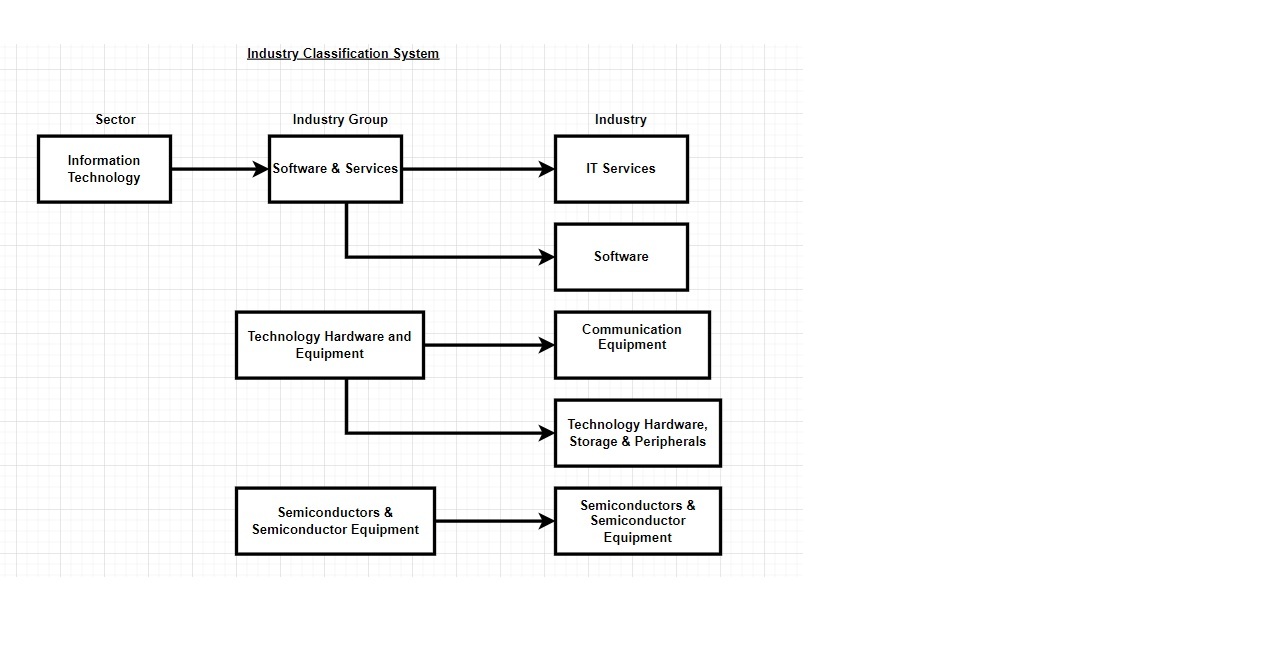 Industry Classification System
Sector
Industry Group
Industry
Information
Technology
Software & Services
IT Services
Software
Technology Hardware and
Equipment
Communication
Equipment
Technology Hardware,
Storage & Peripherals
Semiconductors &
Semiconductor Equipment
Semiconductors &
Semiconductor
Equipment